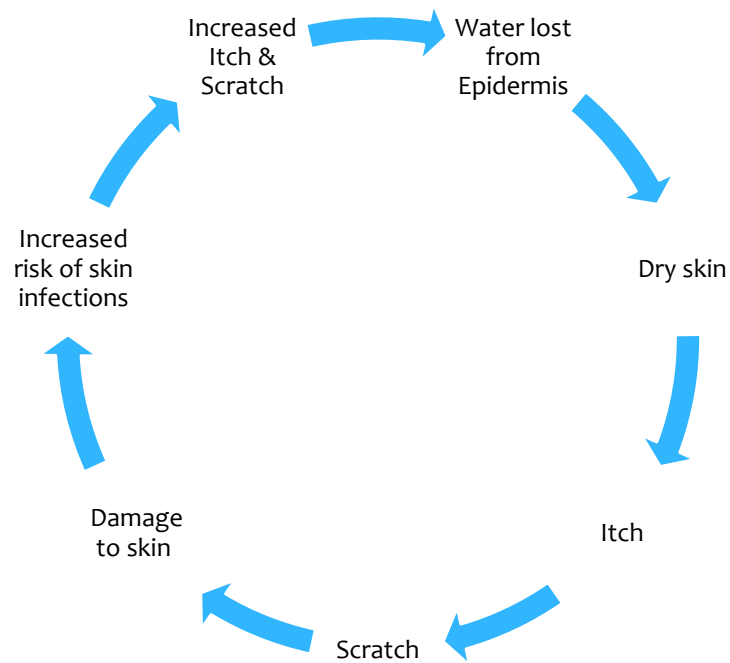 Increased
Itch &
Scratch
Water lost
from
Epidermis
Dry skin
Itch
Scratch
Damage
to skin
Increased
risk of skin
infections